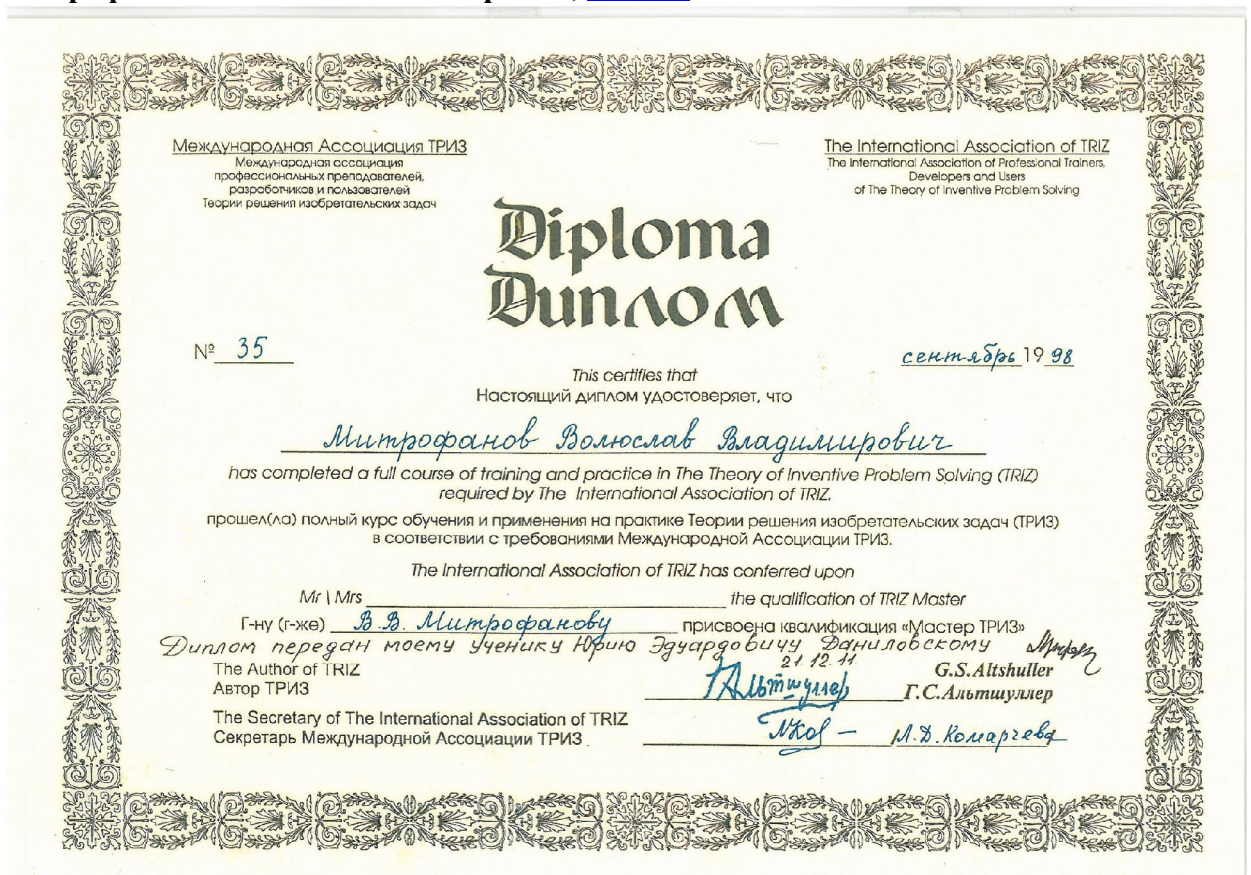 Международная Ассоциация ТРИЗ
Международная ассоциация
профессиональных преподавателей,
разработчиков и пользователей
Теории решения изобретательских задач
The International Association of TRIZ
The International Association of Professional Trainers,
Developers and Users
of The Theory of Inventive Problem Solving
Diploma
Диплом
№ 35
сентябрь 1998
This certifies that
Настоящий диплом удостоверяет, что
Митрофанов Волюслав Владимирович
has completed a full course of training and practice in The Theory of Inventive Problem Solving (TRIZ)
required by The International Association of TRIZ.
прошел(ла) полный курс обучения и применения на практике Теории решения изобретательских задач (ТРИЗ)
в соответствии с требованиями Международной Ассоциации ТРИЗ.
The International Association of TRIZ has conferred upon
Mr \ Mrs the qualification of TRIZ Master
Г-ну (г-же) В.В. Митрофанову присвоена квалификация «Мастер ТРИЗ»
Диплом передан моему ученику Юрию Эдуардовичу Даниловскому
21.12.11
The Author of TRIZ
Автор ТРИЗ
Альтшуллер
G.S.Altshuller
Г.С.Альтшуллер
The Secretary of The International Association of TRIZ
Секретарь Международной Ассоциации ТРИЗ
/Л.Д. Комарчева